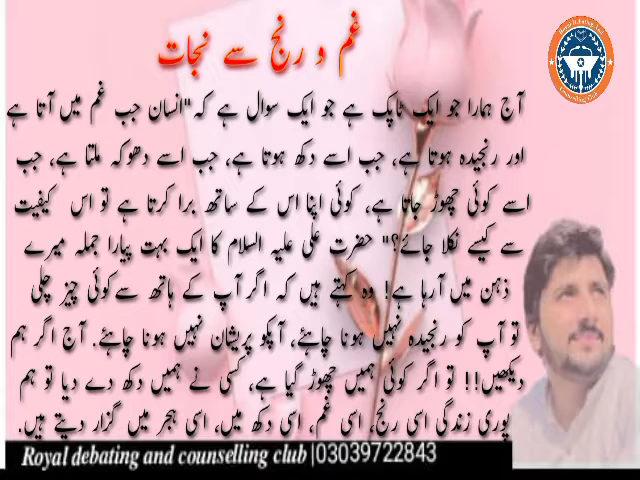 غم و رنج سے نجات
آج ہمارا جو ایک ٹاپک ہے جو ایک سوال ہے کہ"انسان جب غم میں آتا ہے
اور رنجیدہ ہوتا ہے، جب اسے دکھ ہوتا ہے، جب اسے دھوکہ ملتا ہے، جب
اسے کوئی چھوڑ جاتا ہے، کوئی اپنا اس کے ساتھ برا کرتا ہے تو اس کیفیت
سے کیسے نکلا جائے؟" حضرت علی علیہ السلام کا ایک بہت پیارا جملہ میرے
ذہن میں آرہا ہے! وہ کہتے ہیں کہ اگر آپ کے ہاتھ سے کوئی چیز چلی
تو آپ کو رنجیدہ نہیں ہونا چاہئے، آپکو پریشان نہیں ہونا چاہئے. آج اگر ہم
دیکھیں!! تو اگر کوئی ہمیں چھوڑ گیا ہے، کسی نے ہمیں دکھ دے دیا تو ہم
پوری زندگی اسی رنج، اسی غم، اسی دکھ میں، اسی ہجر میں گزار دیتے ہیں.
Royal debating and counselling club |03039722843
Royal Debating And
Counselling Club